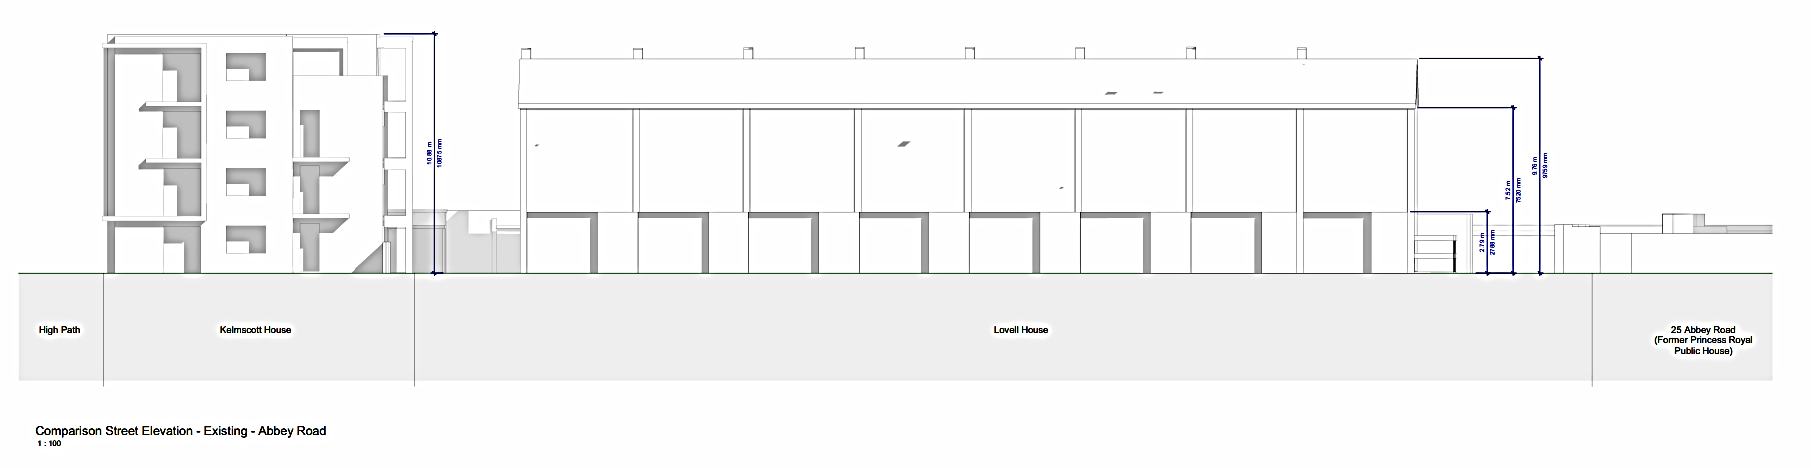 10.88 m
10875 mm
9.76 m
9759 mm
7.52 m
7520 mm
2.79 m
2788 mm
High Path
Kelmscott House
Lovell House
25 Abbey Road
(Former Princess Royal
Public House)
Comparison Street Elevation - Existing - Abbey Road
1 : 100